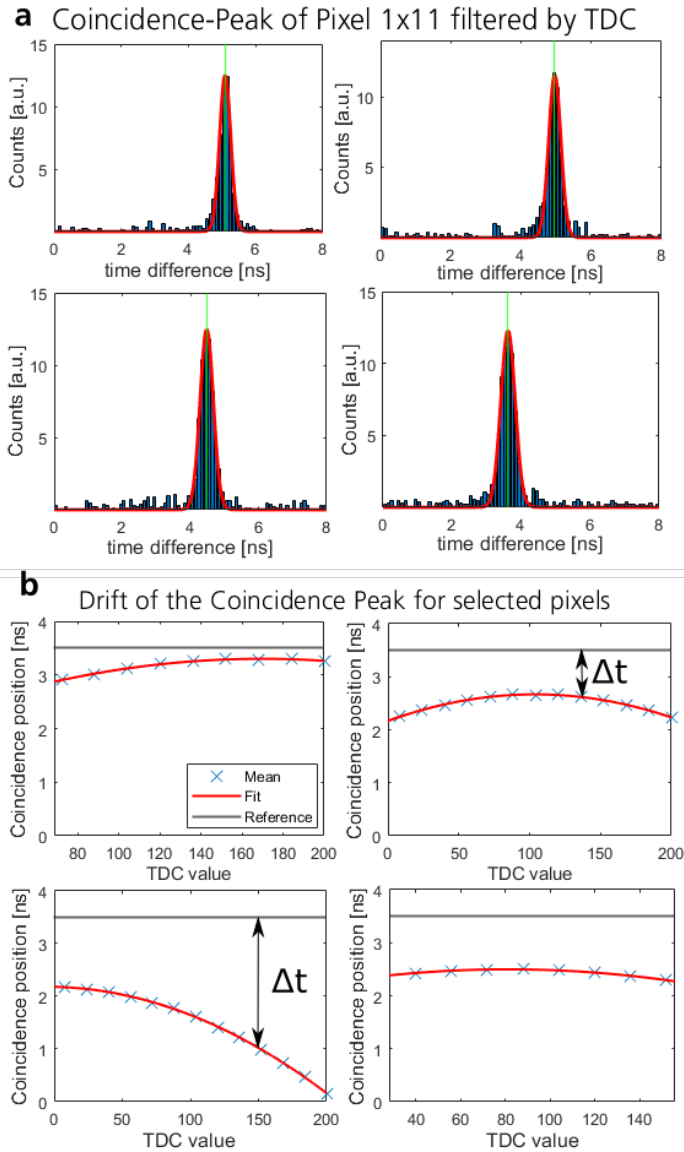 a Coincidence-Peak of Pixel 1x11 filtered by TDC
15
10
5
Counts [a.u.]
0 2 4 6 8
time difference [ns]
10
5
Counts [a.u.]
0 2 4 6 8
time difference [ns]
15
10
5
Counts [a.u.]
0 2 4 6 8
time difference [ns]
15
10
5
Counts [a.u.]
0 2 4 6 8
time difference [ns]
b
Drift of the Coincidence Peak for selected pixels
4
3
2
1
0
Coincidence position [ns]
Mean
Fit
Reference
80 100 120 140 160 180 200
TDC value
4
3
2
1
0
Coincidence position [ns]
Δt
0 50 100 150 200
TDC value
4
3
2
1
0
Coincidence position [ns]
Δt
0 50 100 150 200
TDC value
4
3
2
1
0
Coincidence position [ns]
40 60 80 100 120 140
TDC value